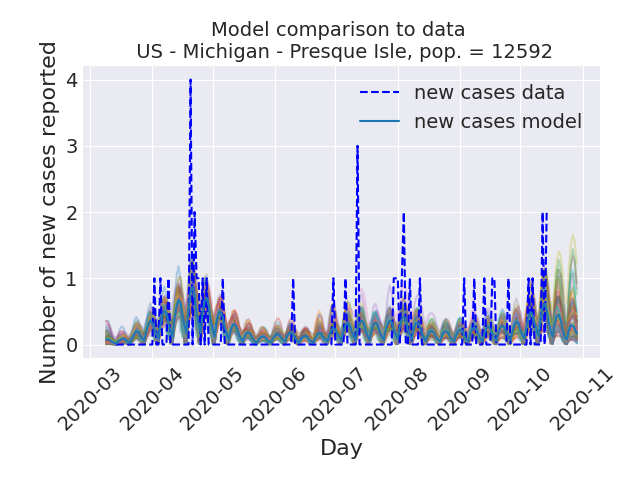 Model comparison to data
US - Michigan - Presque Isle, pop. = 12592
Number of new cases reported
4
3
2
1
0
new cases data
new cases model
2020-03
2020-04
2020-05
2020-06
2020-07
2020-08
2020-09
2020-10
2020-11
Day